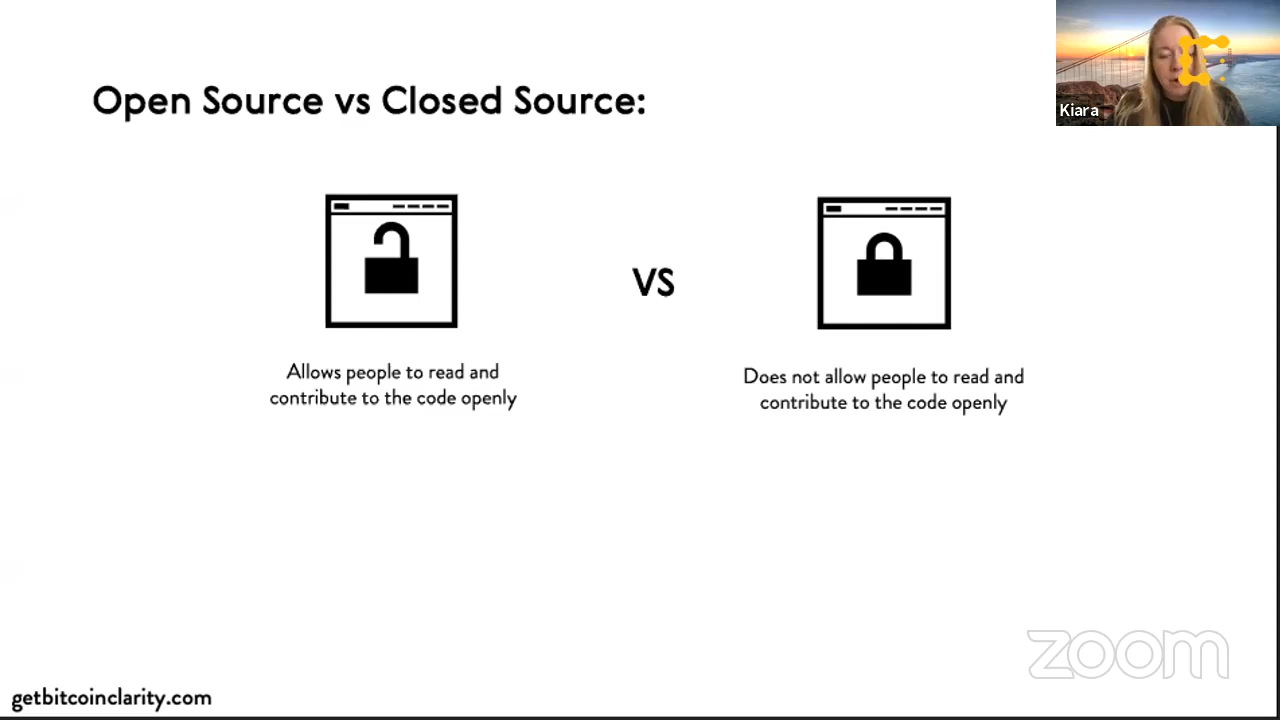 Kiara
Open Source vs Closed Source:
VS
Allows people to read and
contribute to the code openly
Does not allow people to read and
contribute to the code openly
zoom
getbitcoinclarity.com